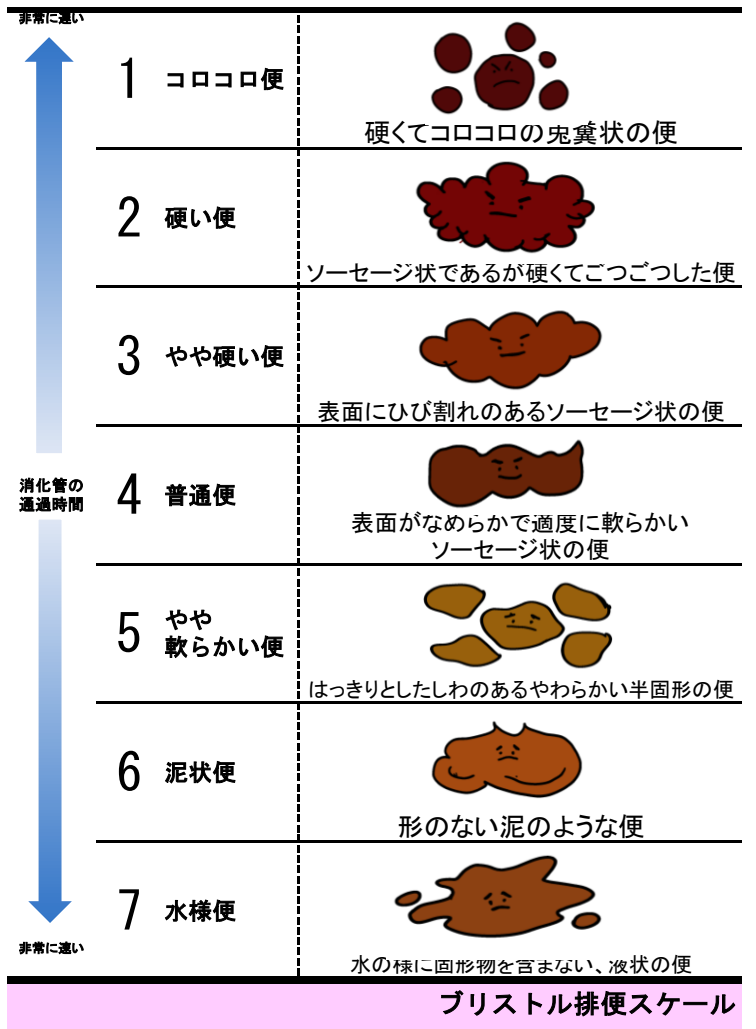 非常に遅い
1
コロコロ便
硬くてコロコロの兎糞状の便
2
硬い便
ソーセージ状であるが硬くてごつごつした便
3
やや硬い便
表面にひび割れのあるソーセージ状の便
消化管の
通過時間
4
普通便
表面がなめらかで適度に軟らかい
ソーセージ状の便
5
やや
軟らかい便
はっきりとしたしわのあるやわらかい半固形の便
6
泥状便
形のない泥のような便
7
水様便
水の様に固形物を含まない、液状の便
非常に速い
ブリストル排便スケール